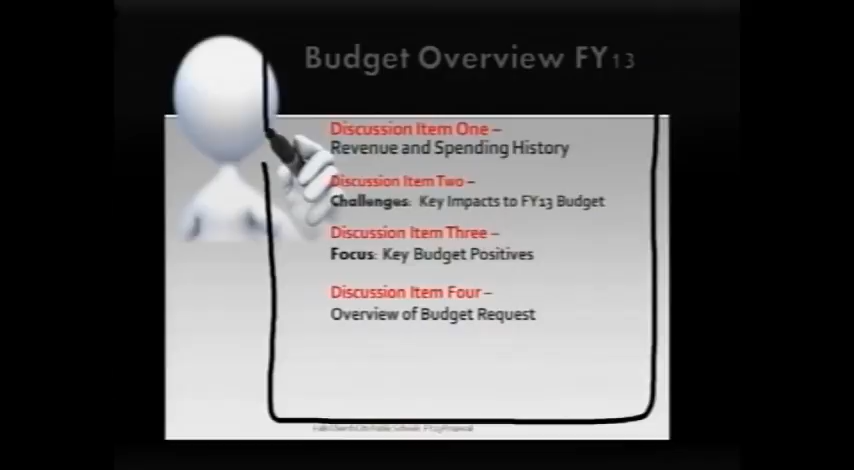 Budget Overview FY13
Discussion Item One –
Revenue and Spending History
Discussion Item Two –
Challenges: Key Impacts to FY13 Budget
Discussion Item Three –
Focus: Key Budget Positives
Discussion Item Four –
Overview of Budget Request